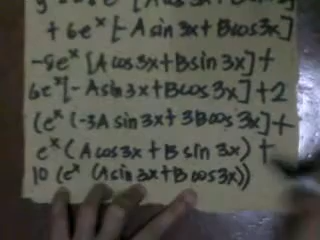 + 6e^x [-A sin 3x + B cos 3x]
-8e^x [A cos 3x + B sin 3x] +
6e^x [-A sin 3x + B cos 3x] + 2
(e^x (-3A sin 3x + 3B cos 3x] +
e^x (A cos 3x + B sin 3x) +
10 (e^x (A sin 3x + B cos 3x))